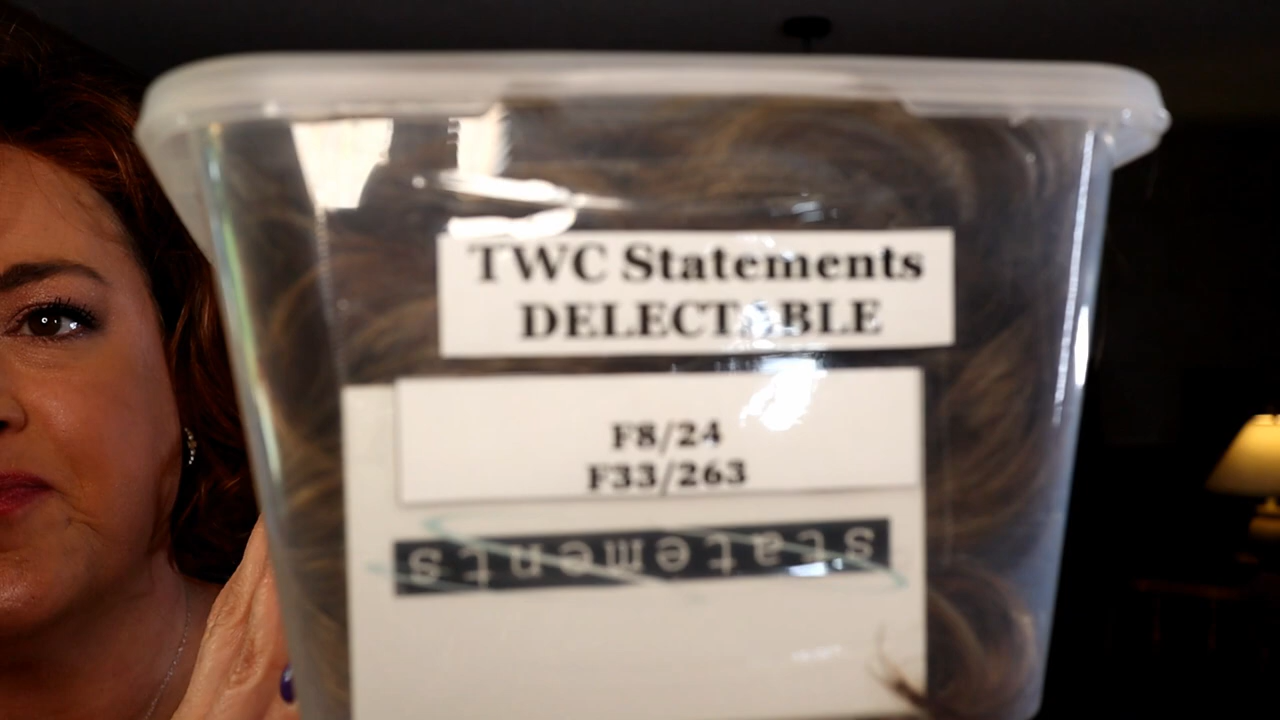 TWC Statements
DELECTABLE
F8/24
F33/263
statements